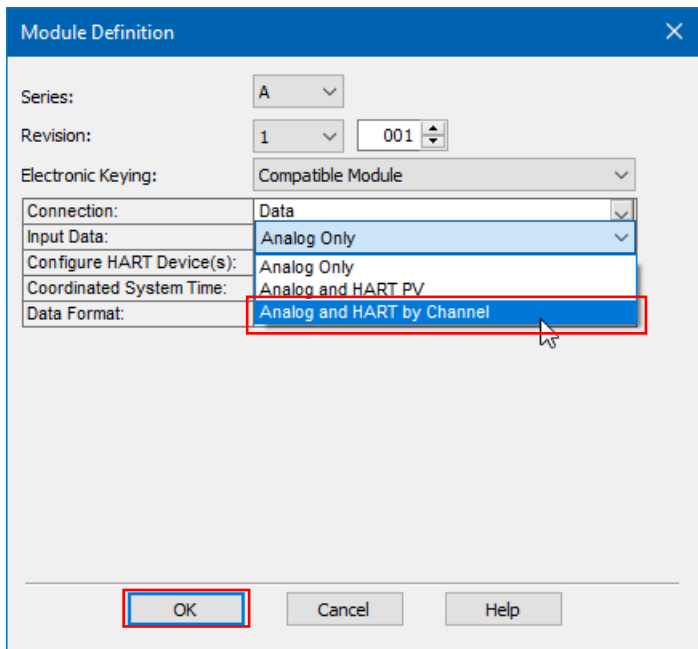 Module Definition
Series: A
Revision: 1 001
Electronic Keying: Compatible Module
Connection: Data
Input Data: Analog Only
Configure HART Device(s): Analog Only
Coordinated System Time: Analog and HART PV
Data Format: Analog and HART by Channel
OK Cancel Help